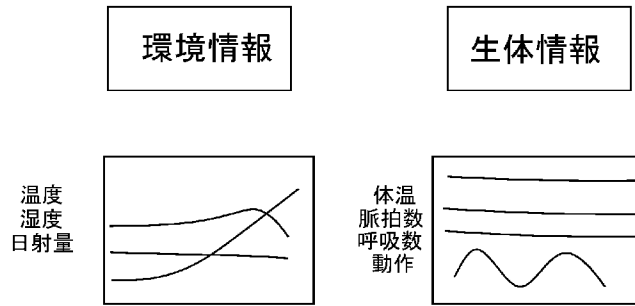 環境情報
生体情報
温度
湿度
日射量
体温
脈拍数
呼吸数
動作